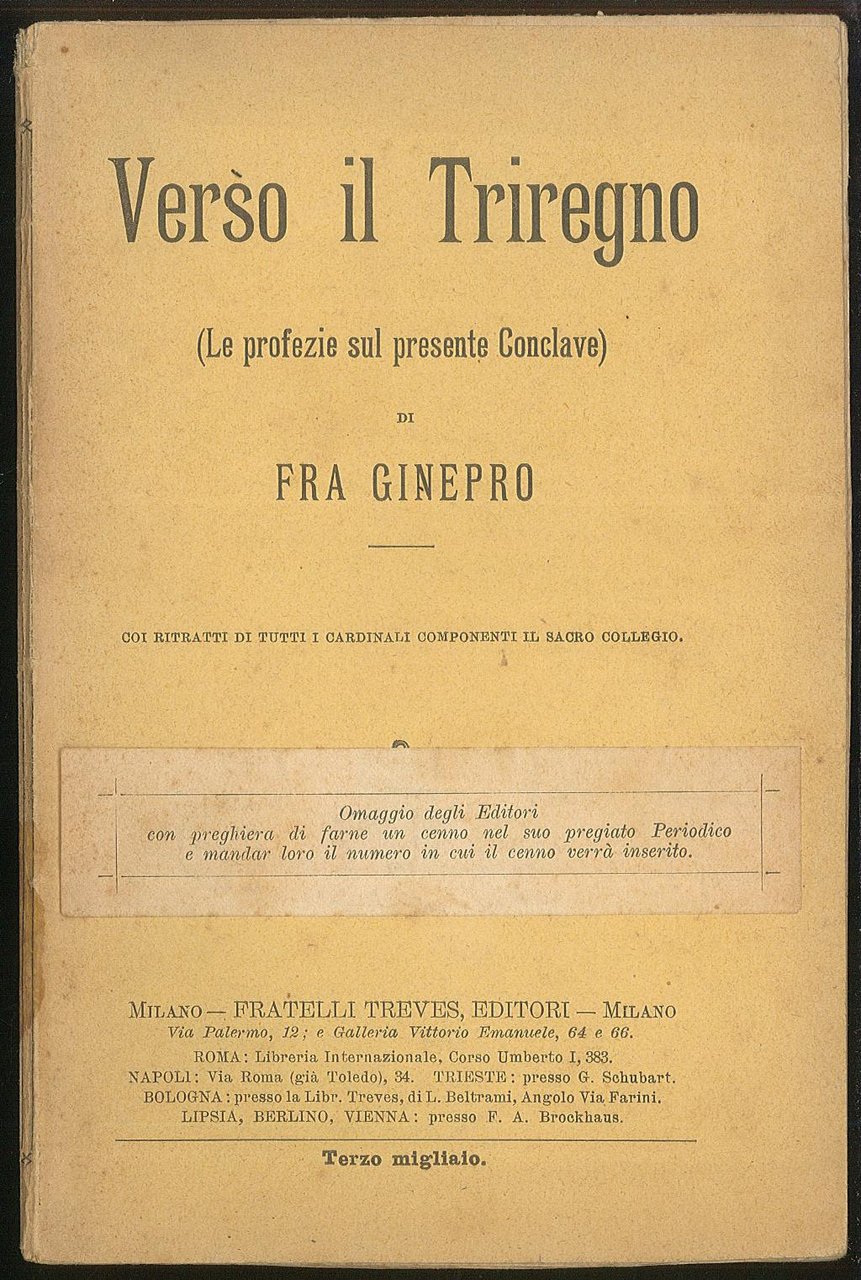 Verso il Triregno
(Le profezie sul presente Conclave)
DI
FRA GINEPRO
COI RITRATTI DI TUTTI I CARDINALI COMPONENTI IL SACRO COLLEGIO.
Omaggio degli Editori
con preghiera di farne un cenno nel suo pregiato Periodico
e mandar loro il numero in cui il cenno verrà inserito.
MILANO — FRATELLI TREVES, EDITORI — MILANO
Via Palermo, 12; e Galleria Vittorio Emanuele, 64 e 66.
ROMA: Libreria Internazionale, Corso Umberto I, 383.
NAPOLI: Via Roma (già Toledo), 34. TRIESTE: presso G. Schubart.
BOLOGNA: presso la Libr. Treves, di L. Beltrami, Angolo Via Farini.
LIPSIA, BERLINO, VIENNA: presso F. A. Brockhaus.
Terzo migliaio.